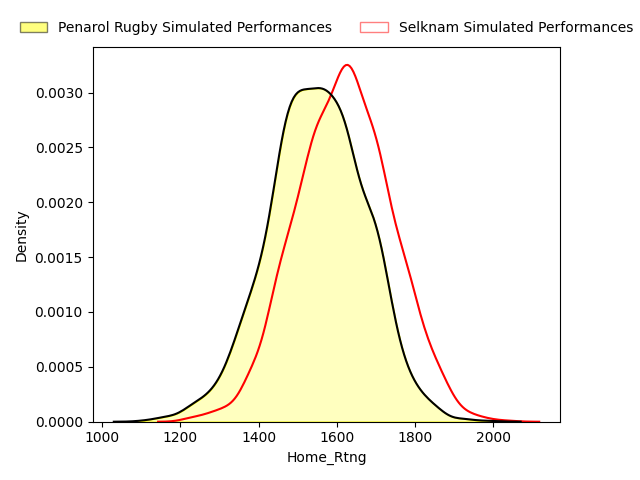 Penarol Rugby Simulated Performances
Selknam Simulated Performances
0.0030
0.0025
0.0020
0.0015
0.0010
0.0005
0.0000
Density
1000 1200 1400 1600 1800 2000
Home_Rtng